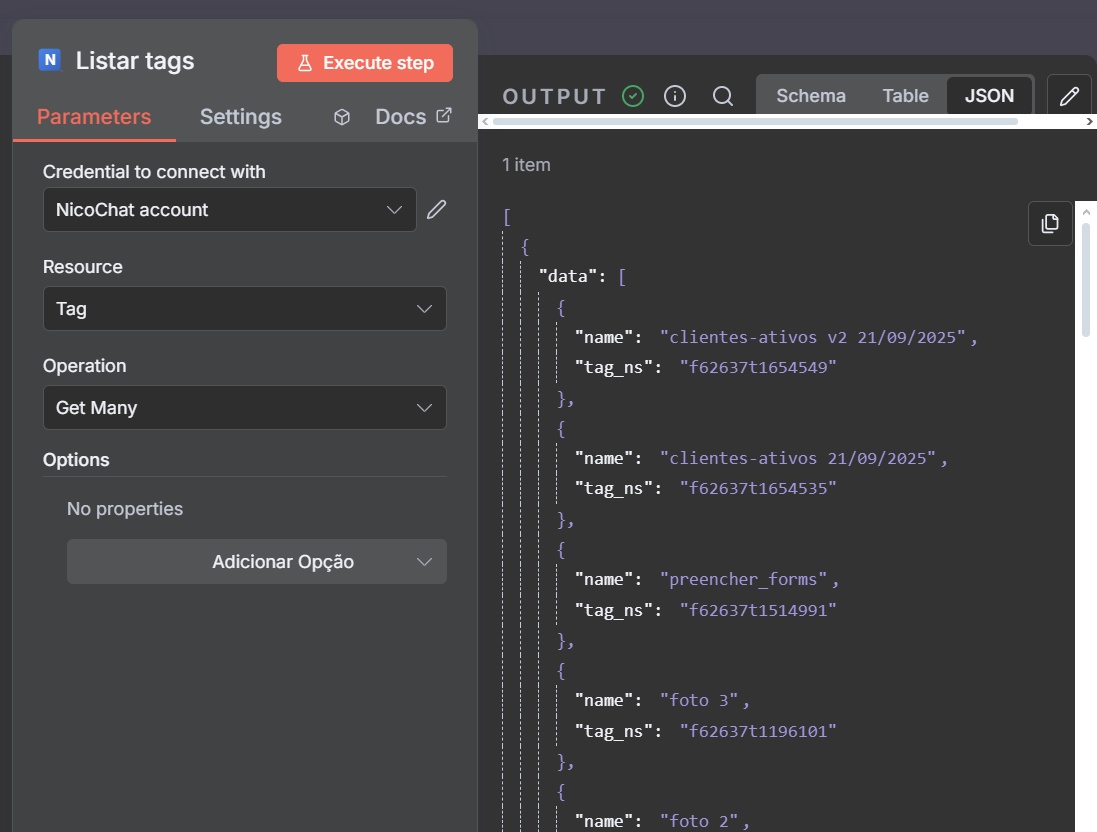 N Listar tags
Execute step
Parameters Settings Docs
Credential to connect with
NicoChat account
Resource
Tag
Operation
Get Many
Options
No properties
Adicionar Opção
OUTPUT
Schema Table JSON
1 item
[
{
"data": [
{
"name": "clientes-ativos v2 21/09/2025",
"tag_ns": "f62637t1654549"
},
{
"name": "clientes-ativos 21/09/2025",
"tag_ns": "f62637t1654535"
},
{
"name": "preencher_forms",
"tag_ns": "f62637t1514991"
},
{
"name": "foto 3",
"tag_ns": "f62637t1196101"
},
{
"name": "foto 2",